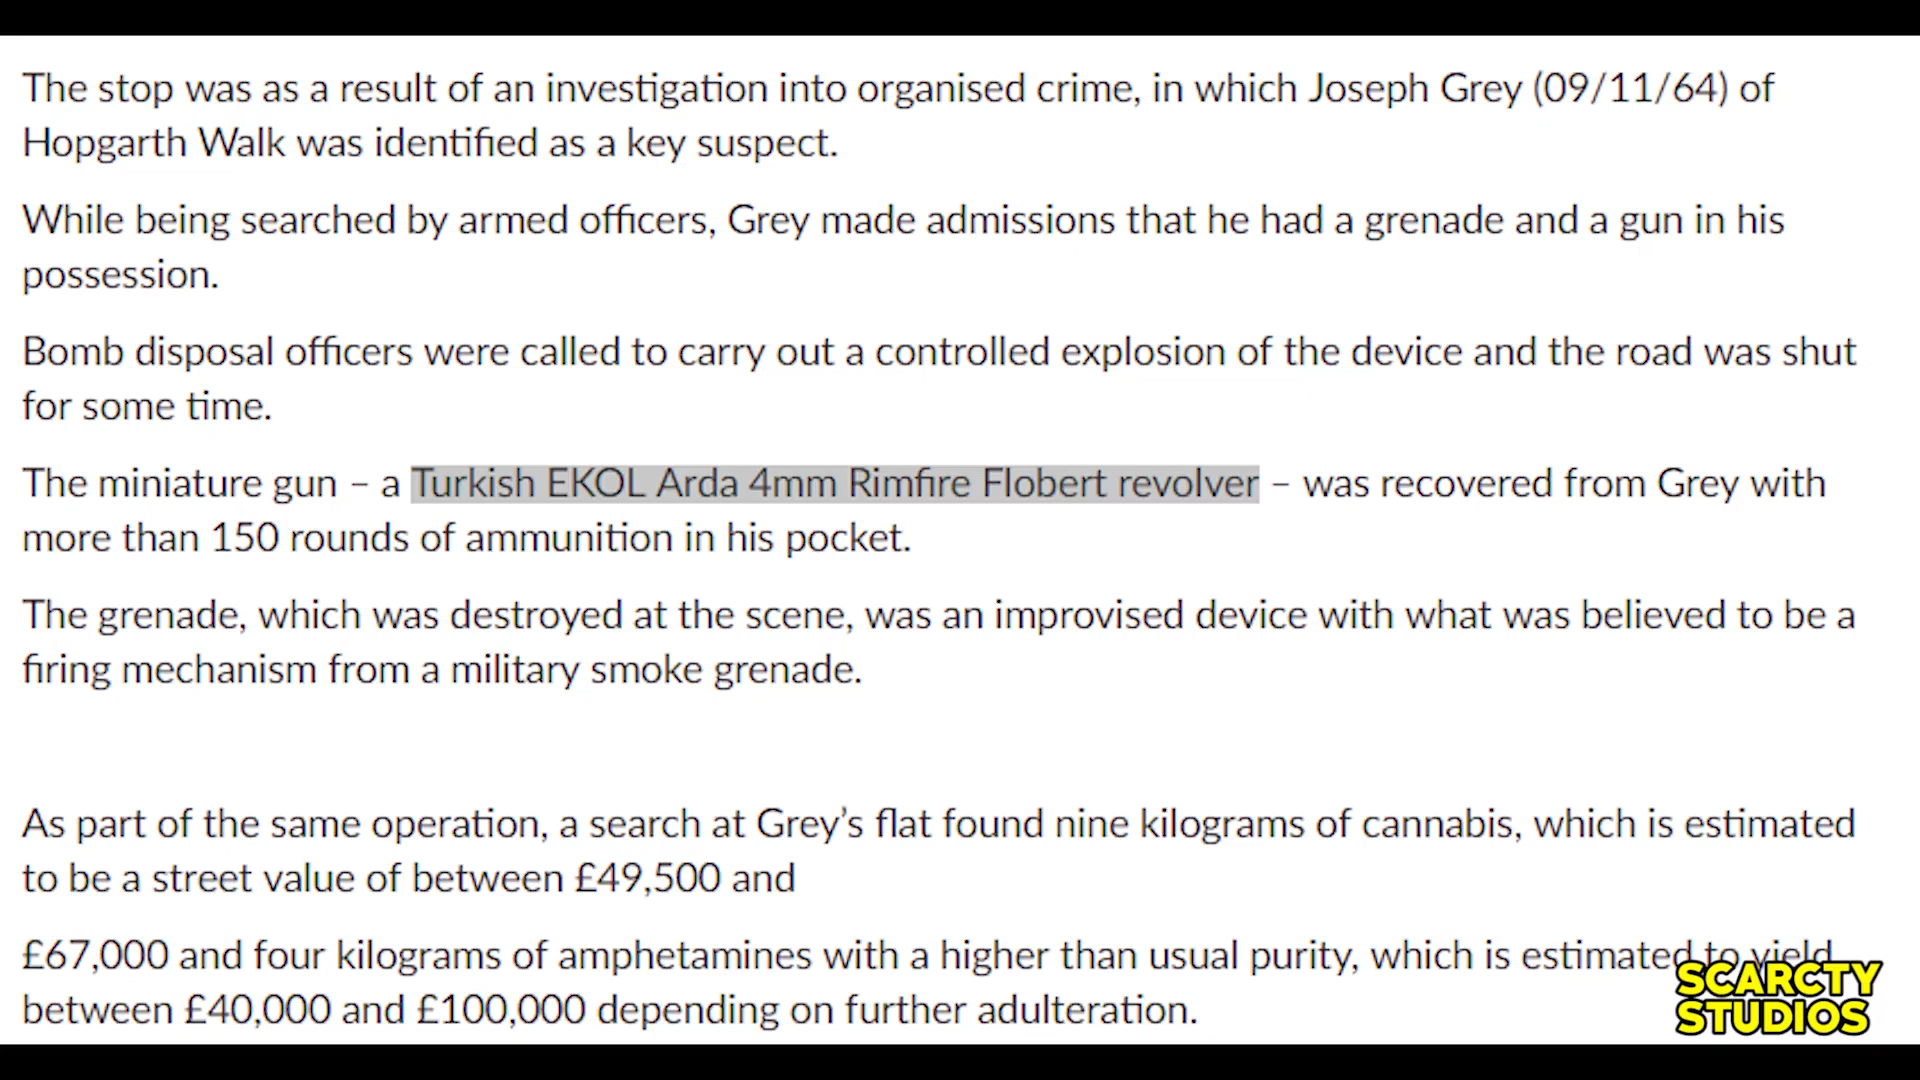 The stop was as a result of an investigation into organised crime, in which Joseph Grey (09/11/64) of
Hopgarth Walk was identified as a key suspect.
While being searched by armed officers, Grey made admissions that he had a grenade and a gun in his
possession.
Bomb disposal officers were called to carry out a controlled explosion of the device and the road was shut
for some time.
The miniature gun – a Turkish EKOL Arda 4mm Rimfire Flobert revolver – was recovered from Grey with
more than 150 rounds of ammunition in his pocket.
The grenade, which was destroyed at the scene, was an improvised device with what was believed to be a
firing mechanism from a military smoke grenade.
As part of the same operation, a search at Grey’s flat found nine kilograms of cannabis, which is estimated
to be a street value of between £49,500 and
£67,000 and four kilograms of amphetamines with a higher than usual purity, which is estimated to yield
between £40,000 and £100,000 depending on further adulteration.
SCARCTY
STUDIOS